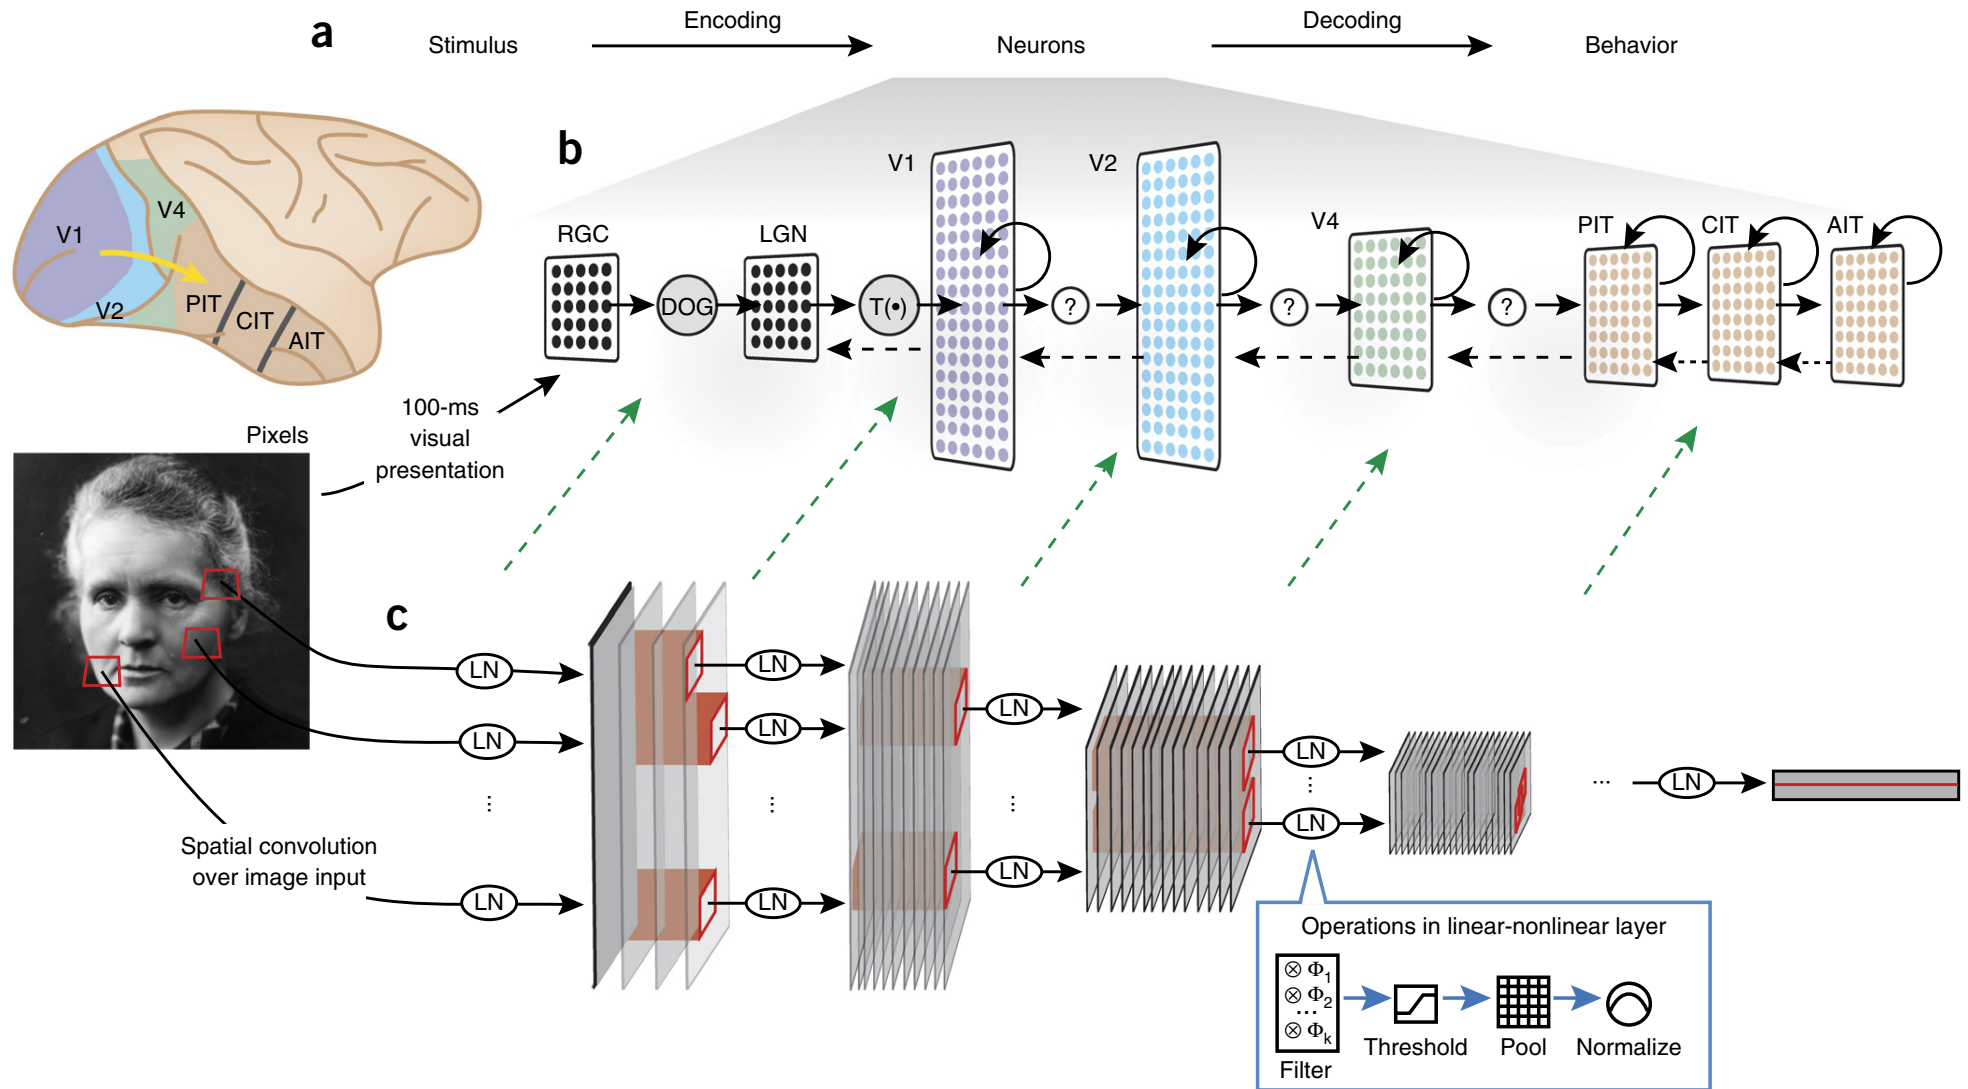 a
Stimulus
Encoding
Neurons
Decoding
Behavior
V1
V4
V2
PIT
CIT
AIT
b
RGC
DOG
LGN
T(•)
V1
?
V2
?
V4
?
PIT
CIT
AIT
100-ms
visual
presentation
Pixels
c
LN
LN
...
LN
Spatial convolution
over image input
LN
LN
...
LN
LN
...
LN
LN
...
LN
...
LN
Operations in linear-nonlinear layer
⊗ Φ1
⊗ Φ2
...
⊗ Φk
Filter
Threshold
Pool
Normalize